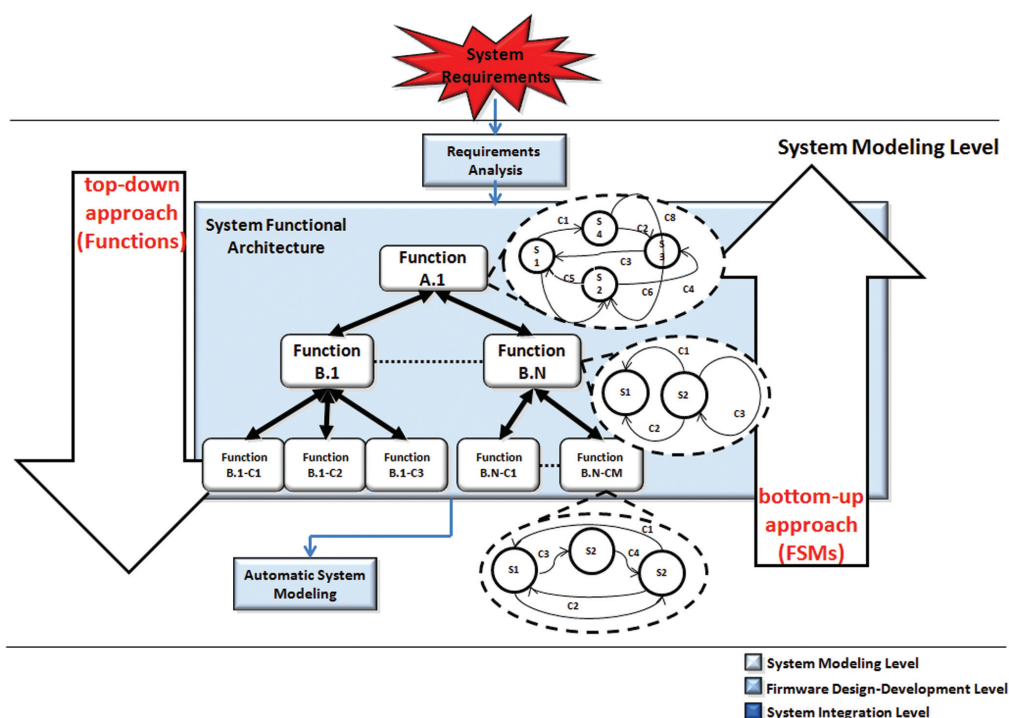 System
Requirements
Requirements
Analysis
System Modeling Level
top-down
approach
(Functions)
System Functional
Architecture
Function
A.1
C1
S
4
C2
C8
S
1
S
3
C3
C5
S
2
C6
C4
Function
B.1
Function
B.N
C1
S1
S2
C2
C3
Function
B.1-C1
Function
B.1-C2
Function
B.1-C3
Function
B.N-C1
Function
B.N-CM
bottom-up
approach
(FSMs)
C1
C3
S2
C4
S1
S2
C2
Automatic System
Modeling
System Modeling Level
Firmware Design-Development Level
System Integration Level